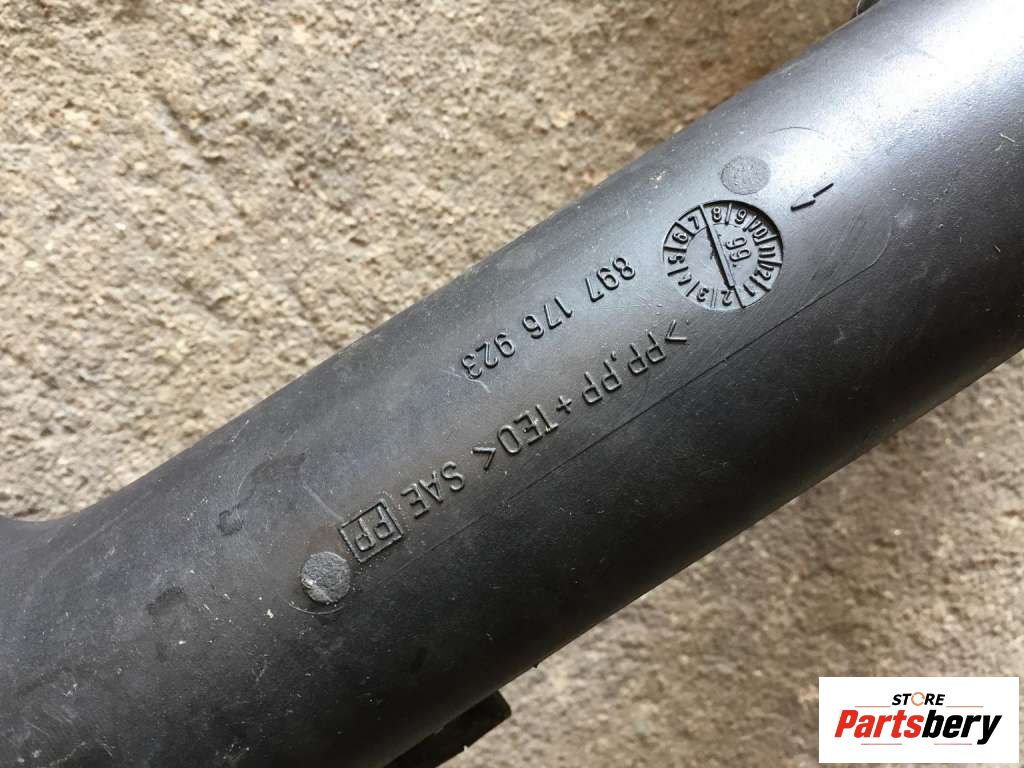 1 2 3 4 5 6 7 8 9 10 11 12
99
897 176 923
>PP,PP+TEO< SAE PP
STORE
Partsbery